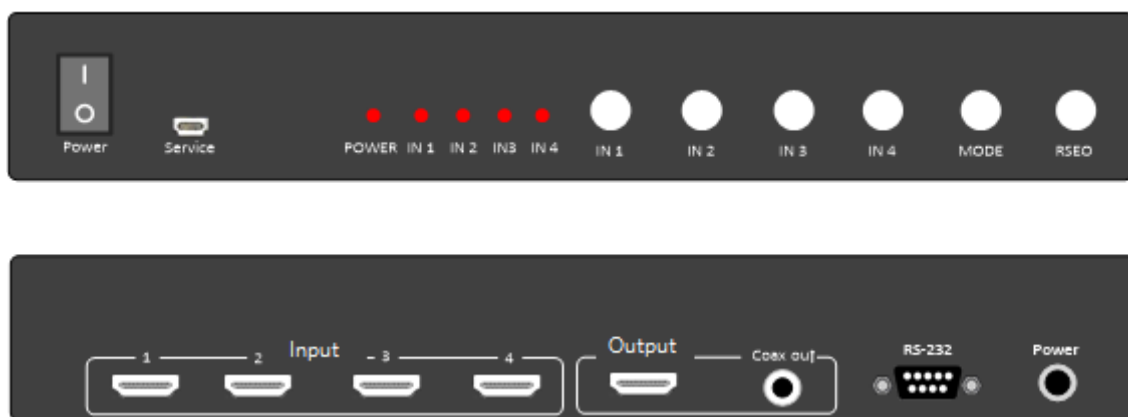 I
O
Power
Service
POWER IN 1 IN 2 IN3 IN 4
IN 1 IN 2 IN 3 IN 4 MODE RSEO
1 2 Input 3 4
Output Coax out
RS-232
Power